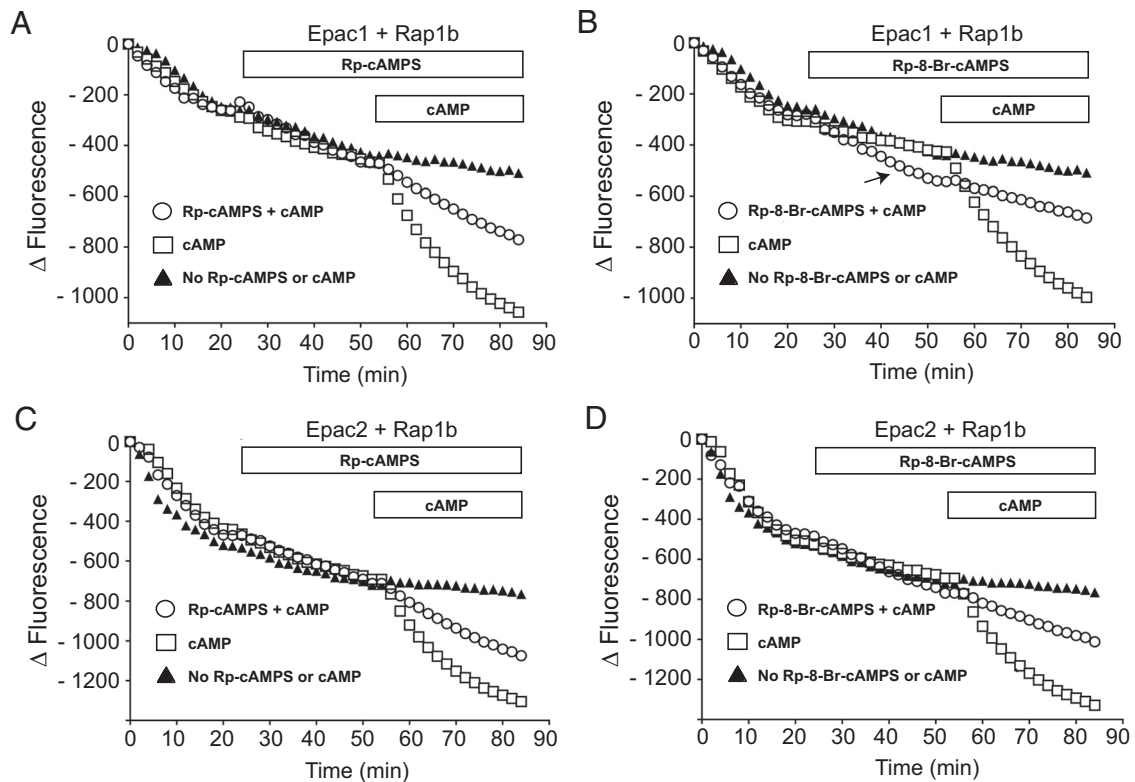 A
Epac1 + Rap1b
Rp-cAMPS
cAMP
0
- 200
- 400
- 600
- 800
- 1000
Δ Fluorescence
Rp-cAMPS + cAMP
cAMP
No Rp-cAMPS or cAMP
0 10 20 30 40 50 60 70 80 90
Time (min)
B
Epac1 + Rap1b
Rp-8-Br-cAMPS
cAMP
0
- 200
- 400
- 600
- 800
- 1000
Δ Fluorescence
Rp-8-Br-cAMPS + cAMP
cAMP
No Rp-8-Br-cAMPS or cAMP
0 10 20 30 40 50 60 70 80 90
Time (min)
C
Epac2 + Rap1b
Rp-cAMPS
cAMP
0
- 200
- 400
- 600
- 800
- 1000
- 1200
Δ Fluorescence
Rp-cAMPS + cAMP
cAMP
No Rp-cAMPS or cAMP
0 10 20 30 40 50 60 70 80 90
Time (min)
D
Epac2 + Rap1b
Rp-8-Br-cAMPS
cAMP
0
- 200
- 400
- 600
- 800
- 1000
- 1200
Δ Fluorescence
Rp-8-Br-cAMPS + cAMP
cAMP
No Rp-8-Br-cAMPS or cAMP
0 10 20 30 40 50 60 70 80 90
Time (min)